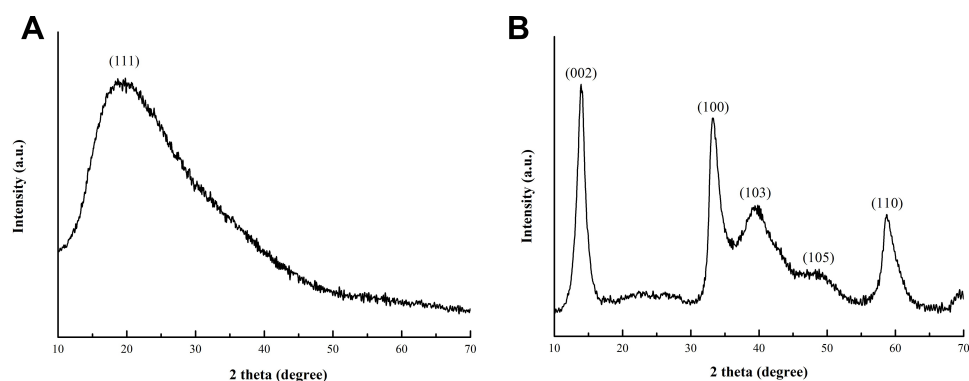 A
(111)
Intensity (a.u.)
10 20 30 40 50 60 70
2 theta (degree)
B
(002)
(100)
(103)
(105)
(110)
Intensity (a.u.)
10 20 30 40 50 60 70
2 theta (degree)